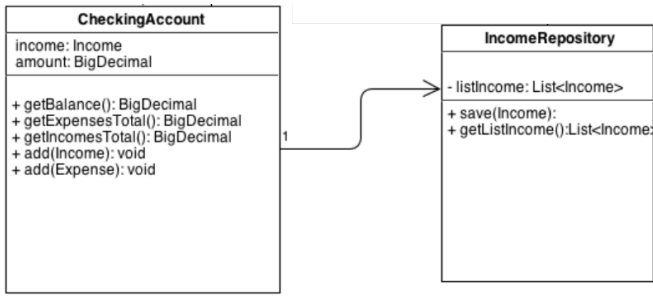 CheckingAccount
income: Income
amount: BigDecimal
+ getBalance(): BigDecimal
+ getExpensesTotal(): BigDecimal
+ getIncomesTotal(): BigDecimal
+ add(Income): void
+ add(Expense): void
1
IncomeRepository
- listIncome: List<Income>
+ save(Income):
+ getListIncome():List<Income>